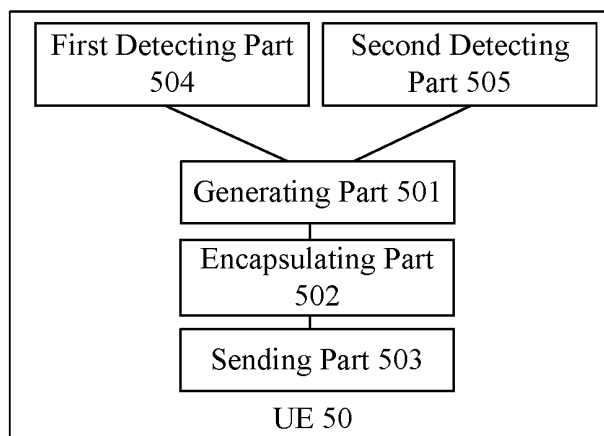 First Detecting Part
504
Second Detecting
Part 505
Generating Part 501
Encapsulating Part
502
Sending Part 503
UE 50